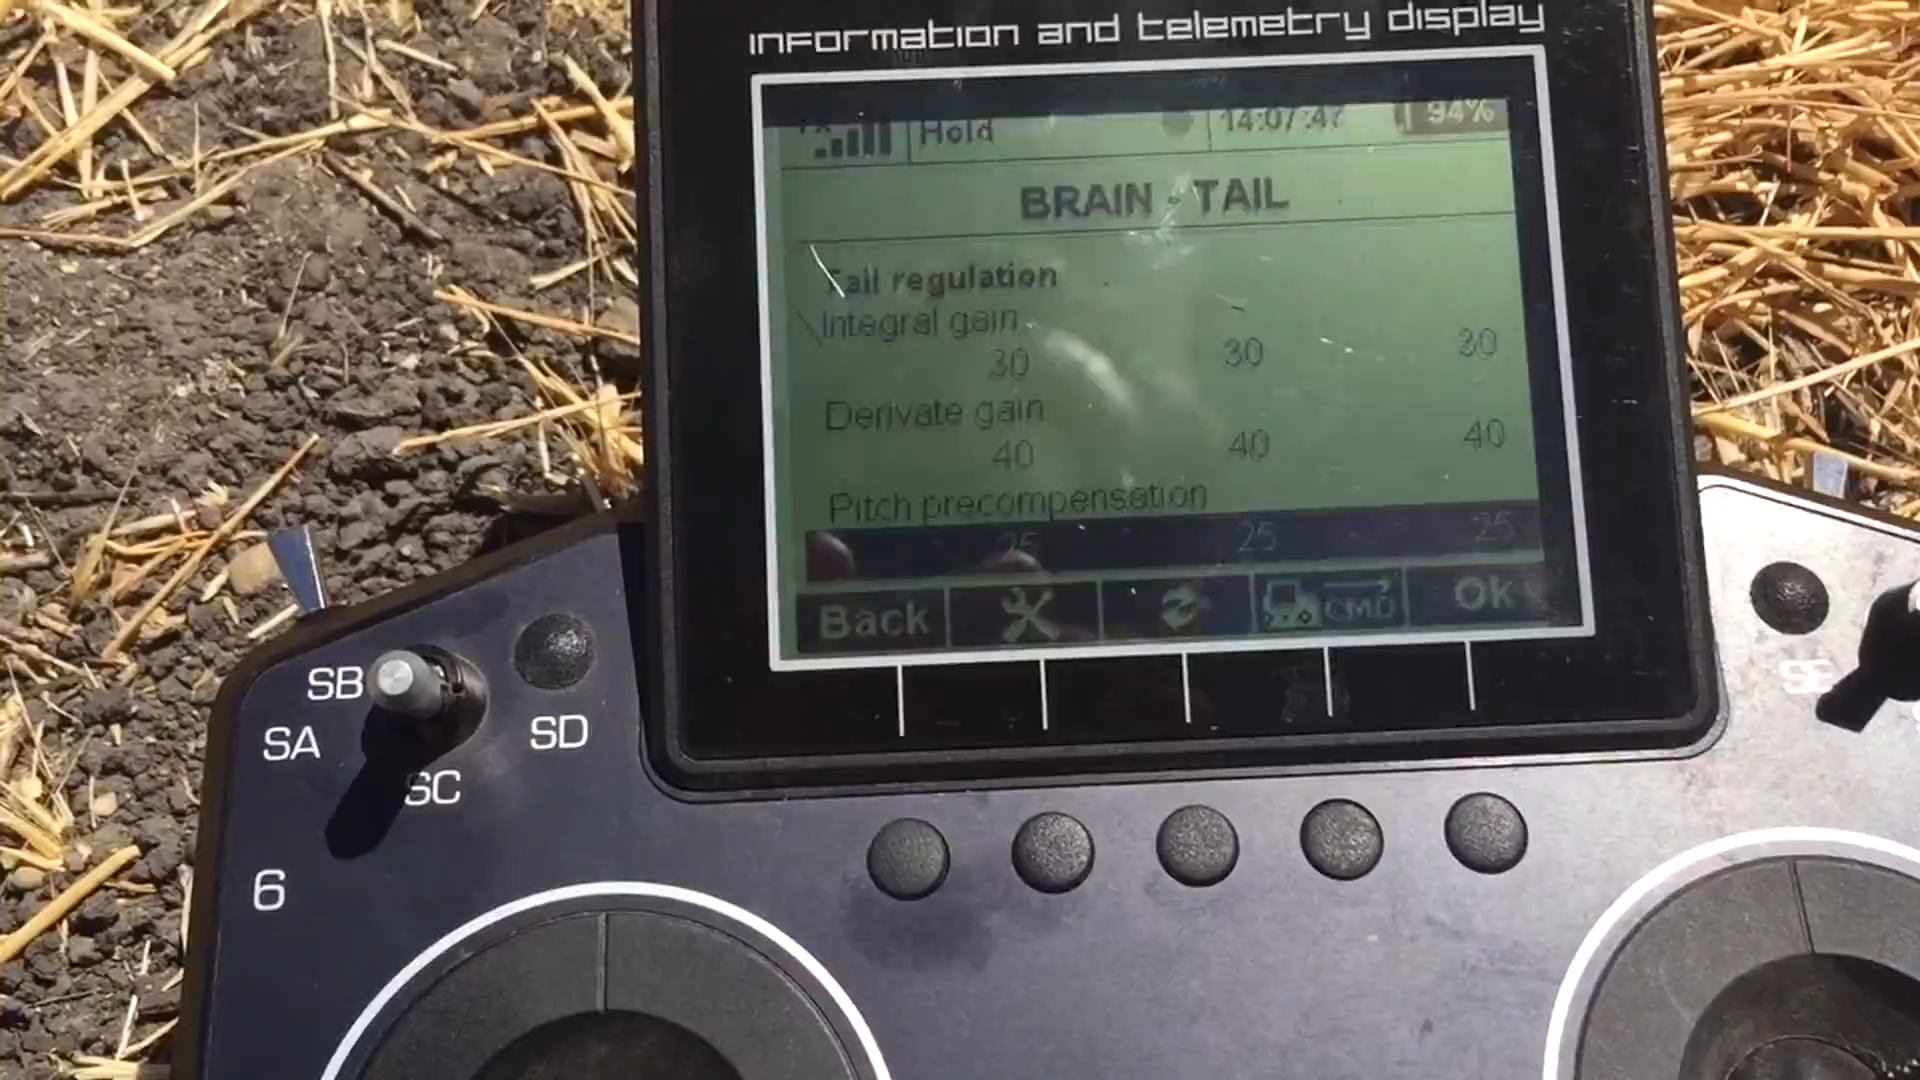 information and telemetry display
Hold 14:07:47 94%
BRAIN - TAIL
Tail regulation
Integral gain
30 30 30
Derivate gain
40 40 40
Pitch precompensation
25 25 25
Back CMD Ok
SB
SA SD
SC
6
SE